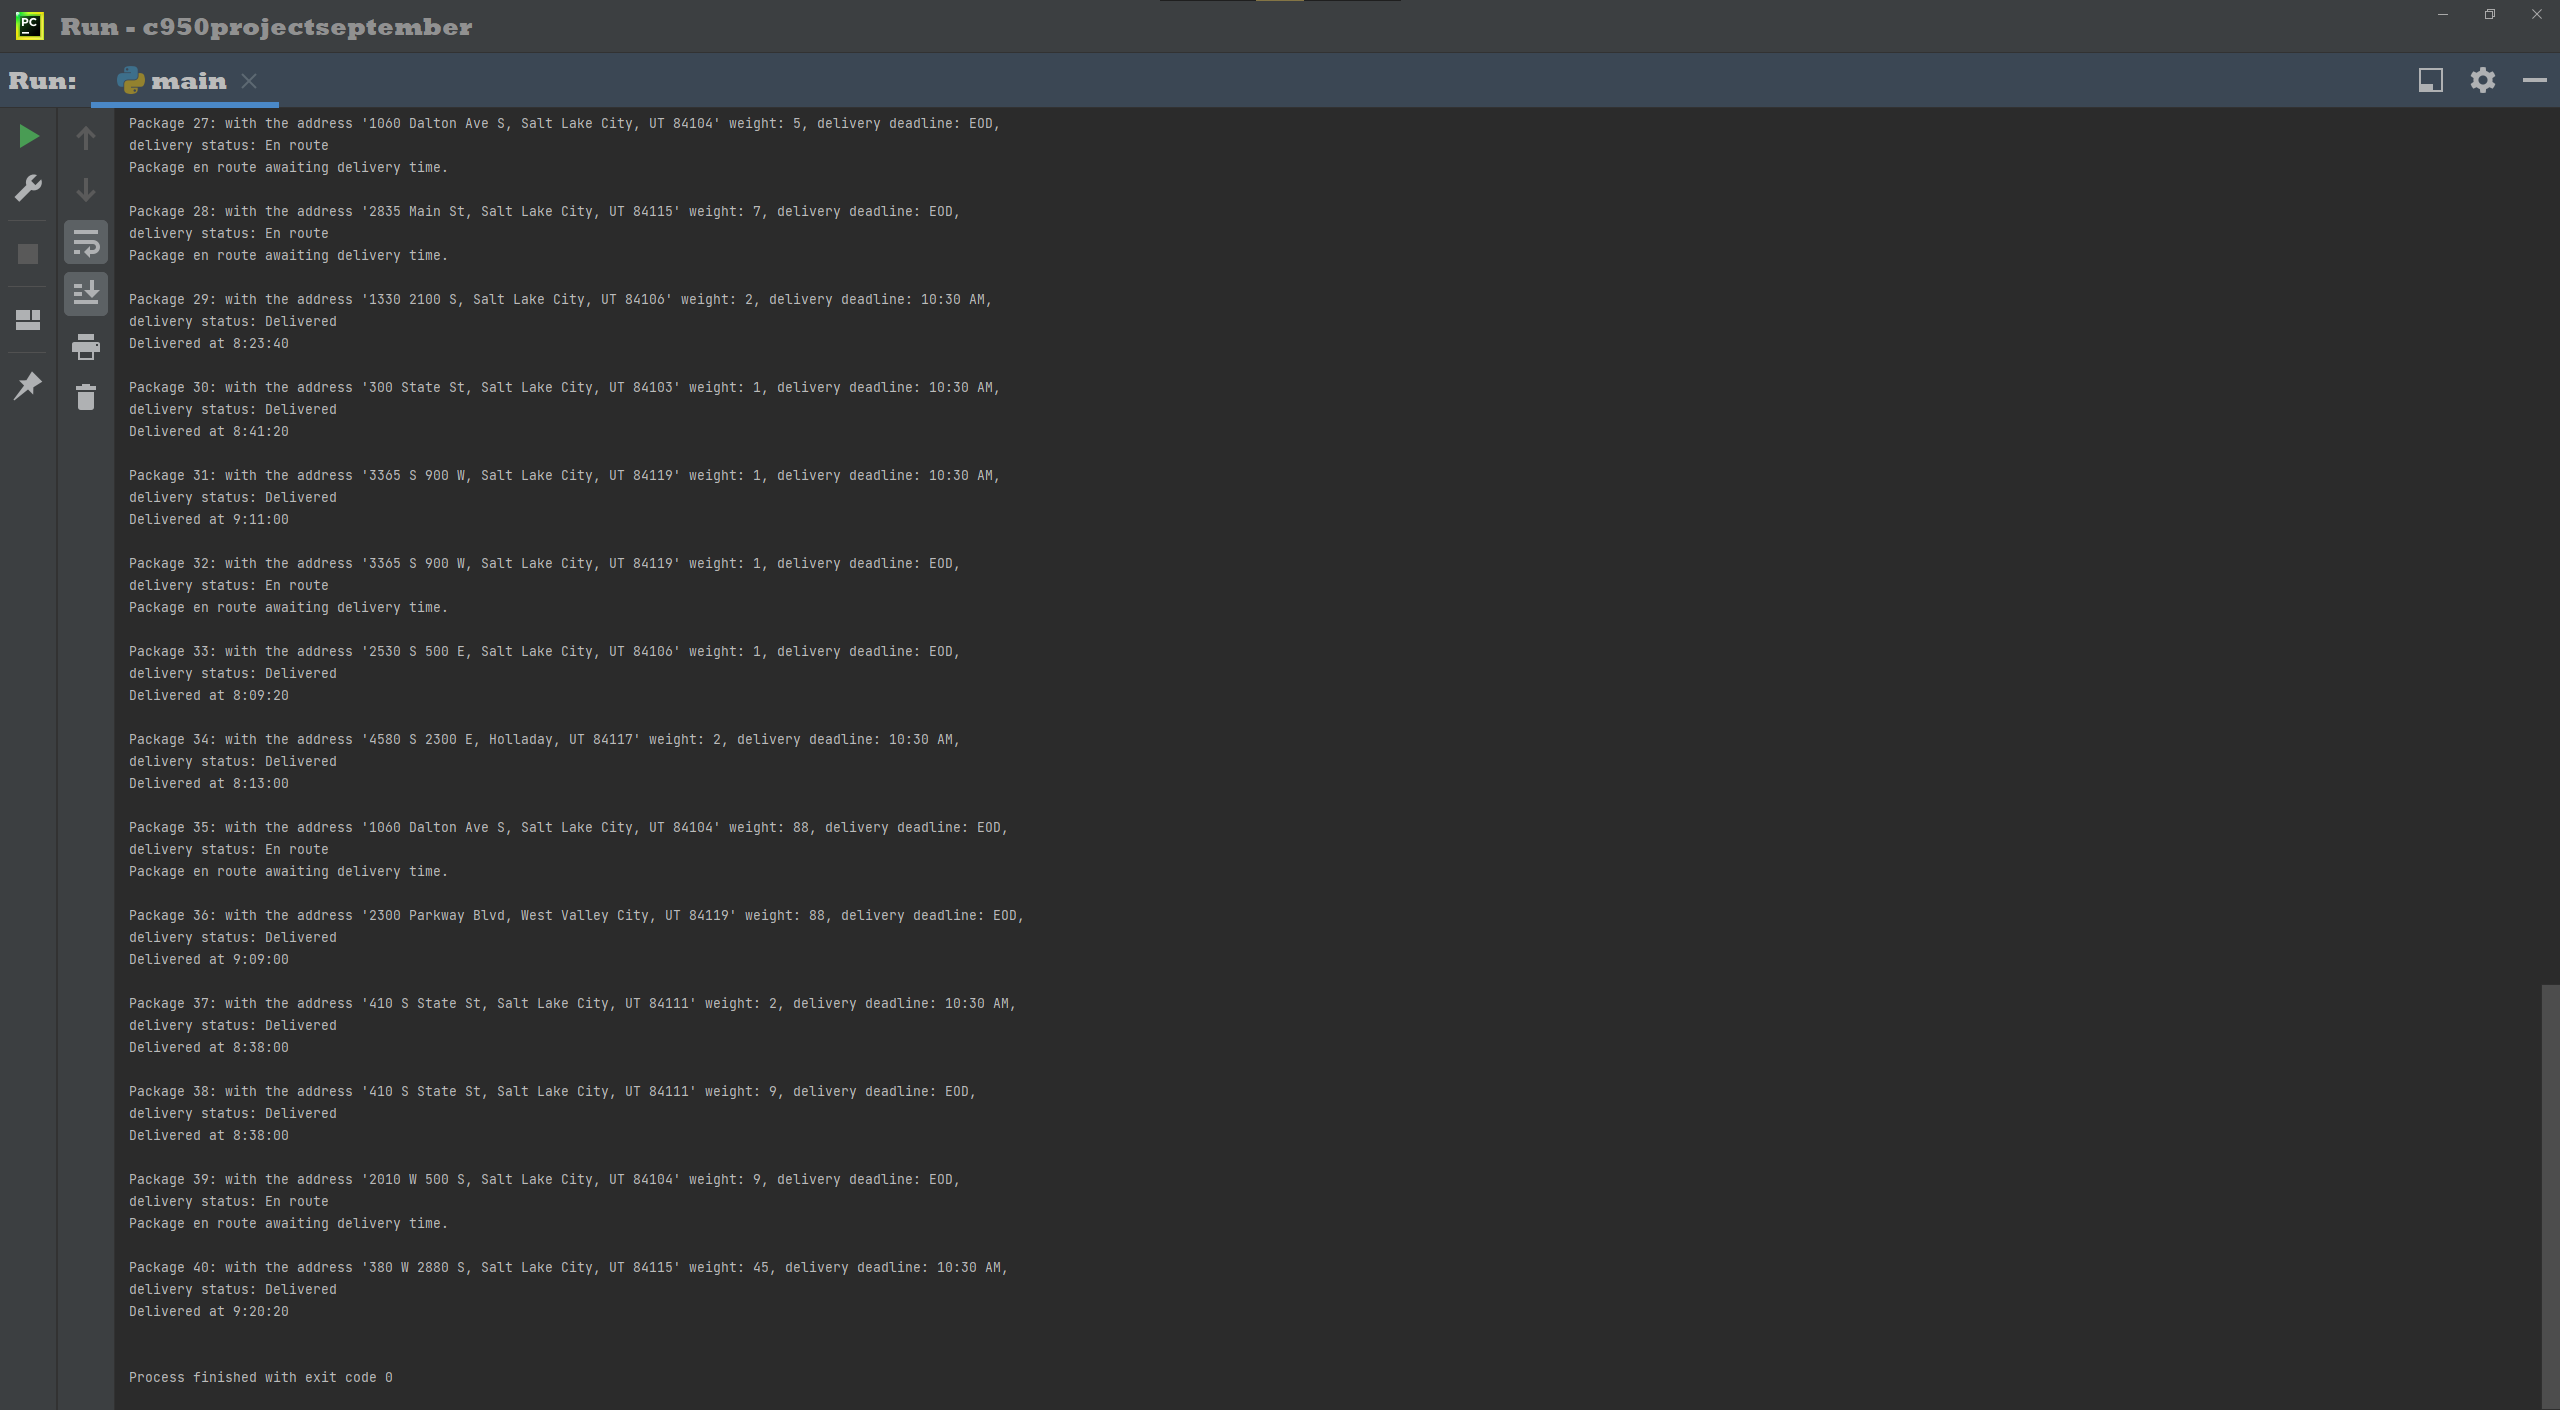 PC
Run - c950projectseptember
Run:
main
Package 27: with the address '1060 Dalton Ave S, Salt Lake City, UT 84104' weight: 5, delivery deadline: EOD,
delivery status: En route
Package en route awaiting delivery time.
Package 28: with the address '2835 Main St, Salt Lake City, UT 84115' weight: 7, delivery deadline: EOD,
delivery status: En route
Package en route awaiting delivery time.
Package 29: with the address '1330 2100 S, Salt Lake City, UT 84106' weight: 2, delivery deadline: 10:30 AM,
delivery status: Delivered
Delivered at 8:23:40
Package 30: with the address '300 State St, Salt Lake City, UT 84103' weight: 1, delivery deadline: 10:30 AM,
delivery status: Delivered
Delivered at 8:41:20
Package 31: with the address '3365 S 900 W, Salt Lake City, UT 84119' weight: 1, delivery deadline: 10:30 AM,
delivery status: Delivered
Delivered at 9:11:00
Package 32: with the address '3365 S 900 W, Salt Lake City, UT 84119' weight: 1, delivery deadline: EOD,
delivery status: En route
Package en route awaiting delivery time.
Package 33: with the address '2530 S 500 E, Salt Lake City, UT 84106' weight: 1, delivery deadline: EOD,
delivery status: Delivered
Delivered at 8:09:20
Package 34: with the address '4580 S 2300 E, Holladay, UT 84117' weight: 2, delivery deadline: 10:30 AM,
delivery status: Delivered
Delivered at 8:13:00
Package 35: with the address '1060 Dalton Ave S, Salt Lake City, UT 84104' weight: 88, delivery deadline: EOD,
delivery status: En route
Package en route awaiting delivery time.
Package 36: with the address '2300 Parkway Blvd, West Valley City, UT 84119' weight: 88, delivery deadline: EOD,
delivery status: Delivered
Delivered at 9:09:00
Package 37: with the address '410 S State St, Salt Lake City, UT 84111' weight: 2, delivery deadline: 10:30 AM,
delivery status: Delivered
Delivered at 8:38:00
Package 38: with the address '410 S State St, Salt Lake City, UT 84111' weight: 9, delivery deadline: EOD,
delivery status: Delivered
Delivered at 8:38:00
Package 39: with the address '2010 W 500 S, Salt Lake City, UT 84104' weight: 9, delivery deadline: EOD,
delivery status: En route
Package en route awaiting delivery time.
Package 40: with the address '380 W 2880 S, Salt Lake City, UT 84115' weight: 45, delivery deadline: 10:30 AM,
delivery status: Delivered
Delivered at 9:20:20
Process finished with exit code 0